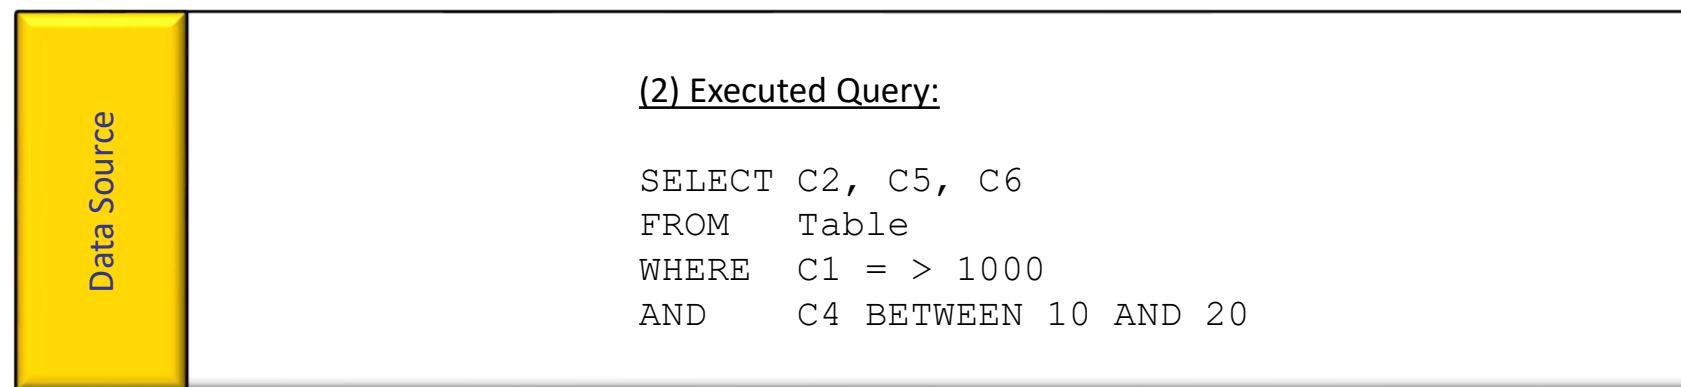 Data Source
(2) Executed Query:
SELECT C2, C5, C6
FROM Table
WHERE C1 = > 1000
AND C4 BETWEEN 10 AND 20